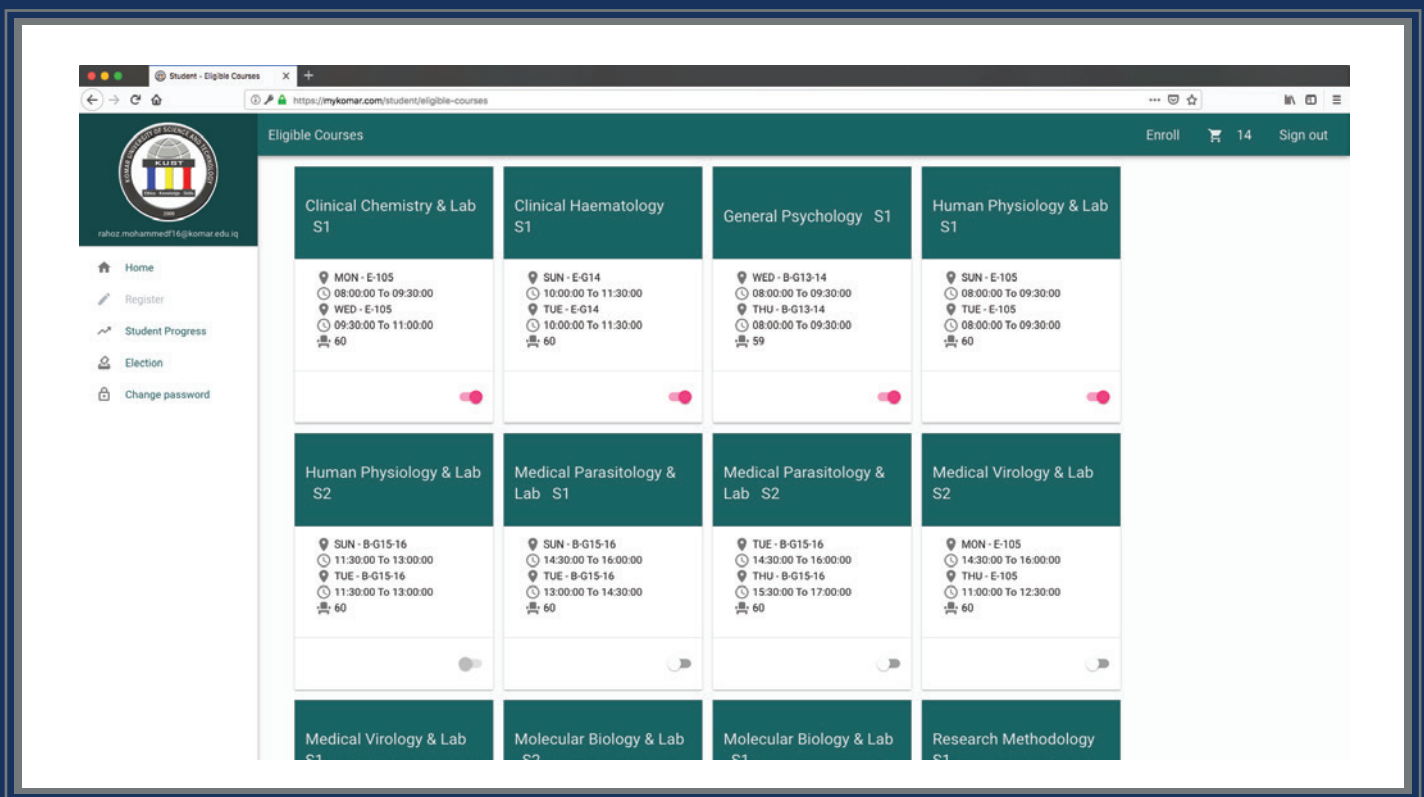 Student - Eligible Courses
https://mykomar.com/student/eligible-courses
KOMAR UNIVERSITY OF SCIENCE AND TECHNOLOGY
KUST
rahoz.mohammedf16@komar.edu.iq
Home
Register
Student Progress
Election
Change password
Eligible Courses
Enroll 14 Sign out
Clinical Chemistry & Lab
S1
MON - E-105
08:00:00 To 09:30:00
WED - E-105
09:30:00 To 11:00:00
60
Clinical Haematology
S1
SUN - E-G14
10:00:00 To 11:30:00
TUE - E-G14
10:00:00 To 11:30:00
60
General Psychology S1
WED - B-G13-14
08:00:00 To 09:30:00
THU - B-G13-14
08:00:00 To 09:30:00
59
Human Physiology & Lab
S1
SUN - E-105
08:00:00 To 09:30:00
TUE - E-105
08:00:00 To 09:30:00
60
Human Physiology & Lab
S2
SUN - B-G15-16
11:30:00 To 13:00:00
TUE - B-G15-16
11:30:00 To 13:00:00
60
Medical Parasitology &
Lab S1
SUN - B-G15-16
14:30:00 To 16:00:00
TUE - B-G15-16
13:00:00 To 14:30:00
60
Medical Parasitology &
Lab S2
TUE - B-G15-16
14:30:00 To 16:00:00
THU - B-G15-16
15:30:00 To 17:00:00
60
Medical Virology & Lab
S2
MON - E-105
14:30:00 To 16:00:00
THU - E-105
11:00:00 To 12:30:00
60
Medical Virology & Lab
S1
Molecular Biology & Lab
S2
Molecular Biology & Lab
S1
Research Methodology
S1